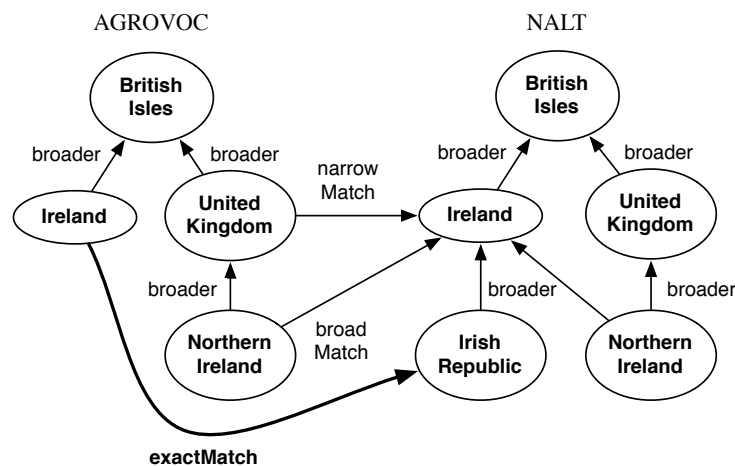 AGROVOC
NALT
British
Isles
British
Isles
broader
broader
narrow
Match
broader
broader
Ireland
United
Kingdom
Ireland
United
Kingdom
broader
broader
broader
Northern
Ireland
broad
Match
Irish
Republic
Northern
Ireland
exactMatch